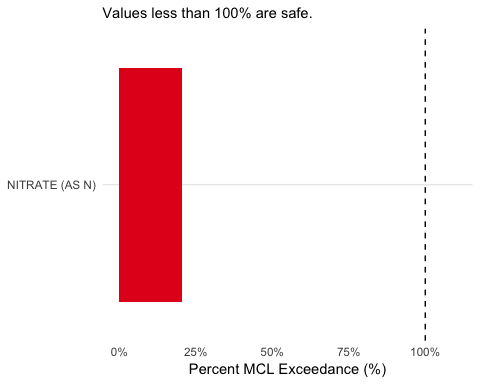 Values less than 100% are safe.
NITRATE (AS N)
0% 25% 50% 75% 100%
Percent MCL Exceedance (%)